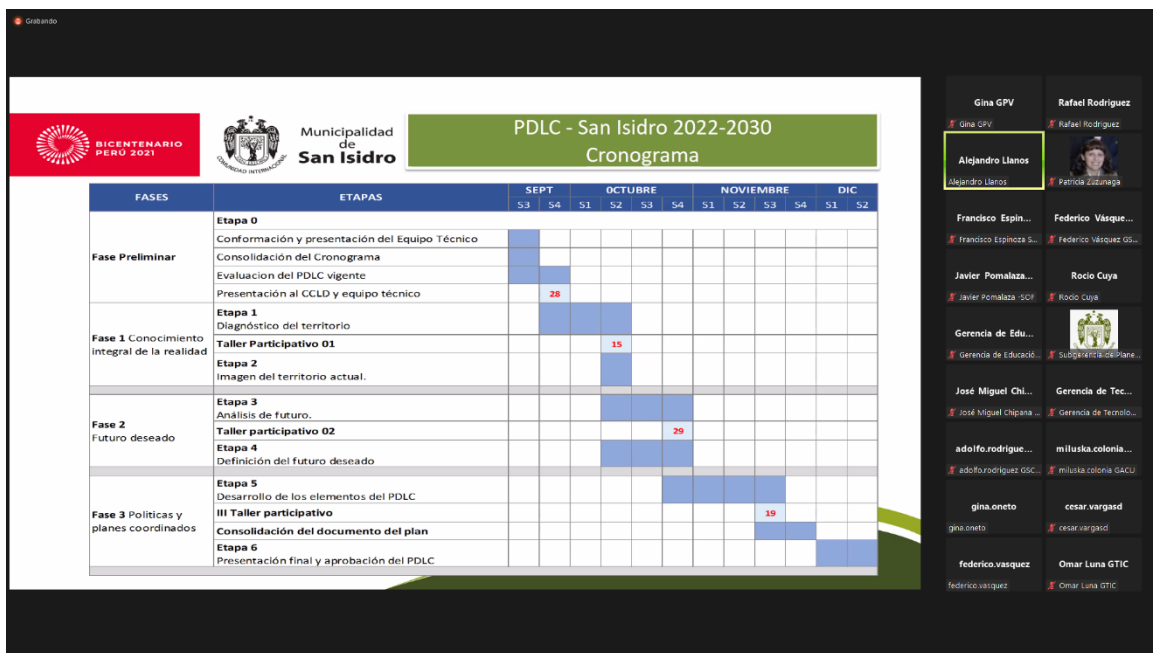 Grabando
BICENTENARIO
PERÚ 2021
COMUNIDAD INTERNACIONAL
Municipalidad
de
San Isidro
PDLC - San Isidro 2022-2030
Cronograma
FASES
ETAPAS
SEPT
OCTUBRE
NOVIEMBRE
DIC
S3 S4 S1 S2 S3 S4 S1 S2 S3 S4 S1 S2
Fase Preliminar
Etapa 0
Conformación y presentación del Equipo Técnico
Consolidación del Cronograma
Evaluacion del PDLC vigente
Presentación al CCLD y equipo técnico
28
Fase 1 Conocimiento
integral de la realidad
Etapa 1
Diagnóstico del territorio
Taller Participativo 01
15
Etapa 2
Imagen del territorio actual.
Fase 2
Futuro deseado
Etapa 3
Análisis de futuro.
Taller participativo 02
29
Etapa 4
Definición del futuro deseado
Fase 3 Politicas y
planes coordinados
Etapa 5
Desarrollo de los elementos del PDLC
III Taller participativo
19
Consolidación del documento del plan
Etapa 6
Presentación final y aprobación del PDLC
Gina GPV
Gina GPV
Rafael Rodriguez
Rafael Rodriguez
Alejandro Llanos
Alejandro Llanos
Patricia Zuzunaga
Francisco Espin...
Francisco Espinoza S...
Federico Vásque...
Federico Vásquez GS...
Javier Pomalaza...
Javier Pomalaza -SOF
Rocio Cuya
Rocio Cuya
Gerencia de Edu...
Gerencia de Educació...
Subgerencia de Plane...
José Miguel Chi...
José Miguel Chipana ...
Gerencia de Tec...
Gerencia de Tecnolo...
adolfo.rodrigue...
adolfo.rodriguez GSC...
miluska.colonia...
miluska.colonia GACU
gina.oneto
gina.oneto
cesar.vargasd
cesar.vargasd
federico.vasquez
federico.vasquez
Omar Luna GTIC
Omar Luna GTIC